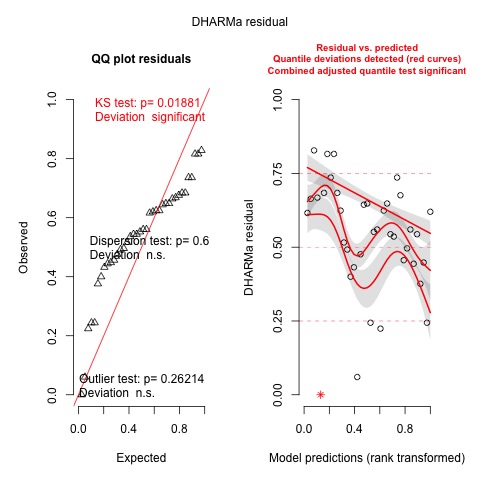 DHARMa residual
QQ plot residuals
KS test: p= 0.01881
Deviation  significant
Dispersion test: p= 0.6
Deviation  n.s.
Outlier test: p= 0.26214
Deviation  n.s.
Observed
0.0
0.2
0.4
0.6
0.8
1.0
0.0
0.4
0.8
Expected
Residual vs. predicted
Quantile deviations detected (red curves)
Combined adjusted quantile test significant
DHARMa residual
0.00
0.25
0.50
0.75
1.00
0.0
0.4
0.8
Model predictions (rank transformed)